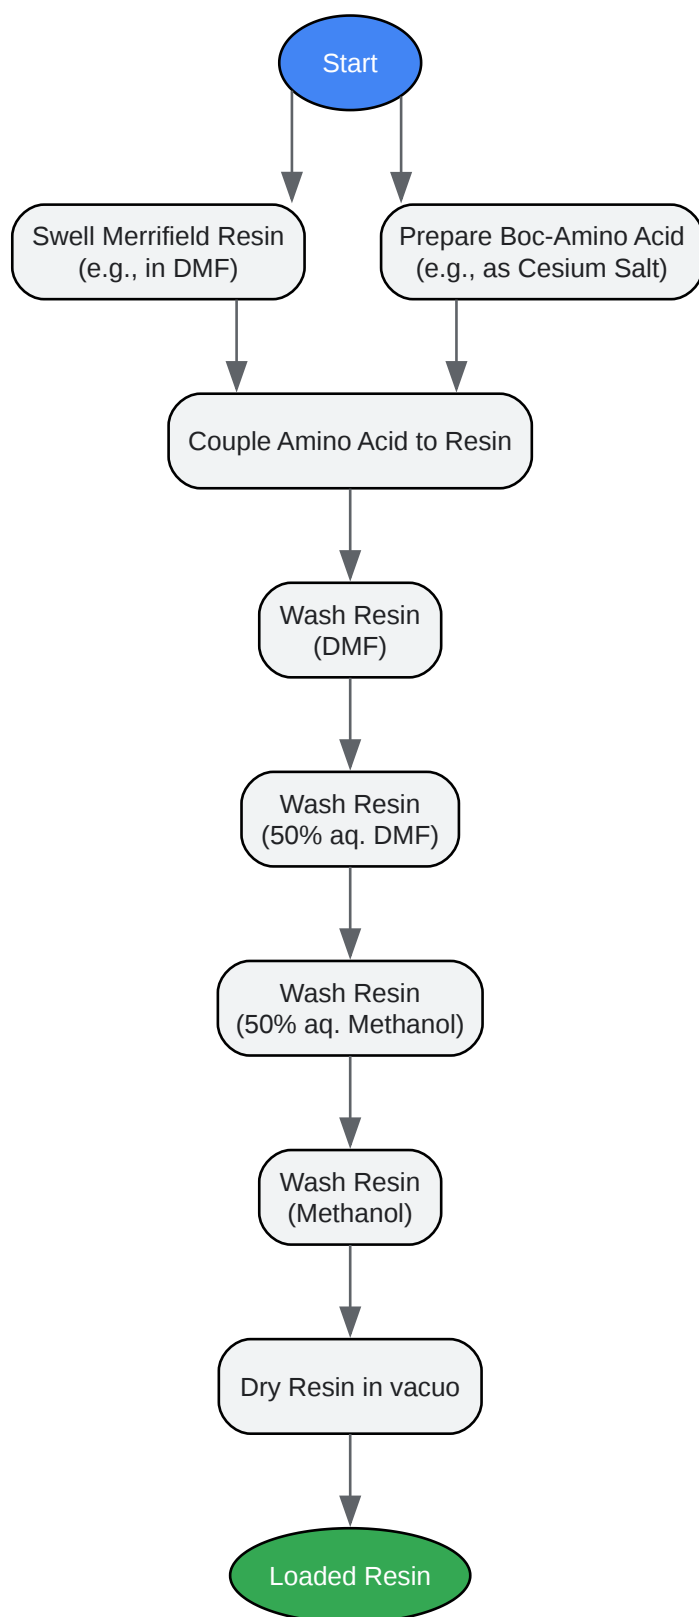 Start
Swell Merrifield Resin
(e.g., in DMF)
Prepare Boc-Amino Acid
(e.g., as Cesium Salt)
Couple Amino Acid to Resin
Wash Resin
(DMF)
Wash Resin
(50% aq. DMF)
Wash Resin
(50% aq. Methanol)
Wash Resin
(Methanol)
Dry Resin in vacuo
Loaded Resin